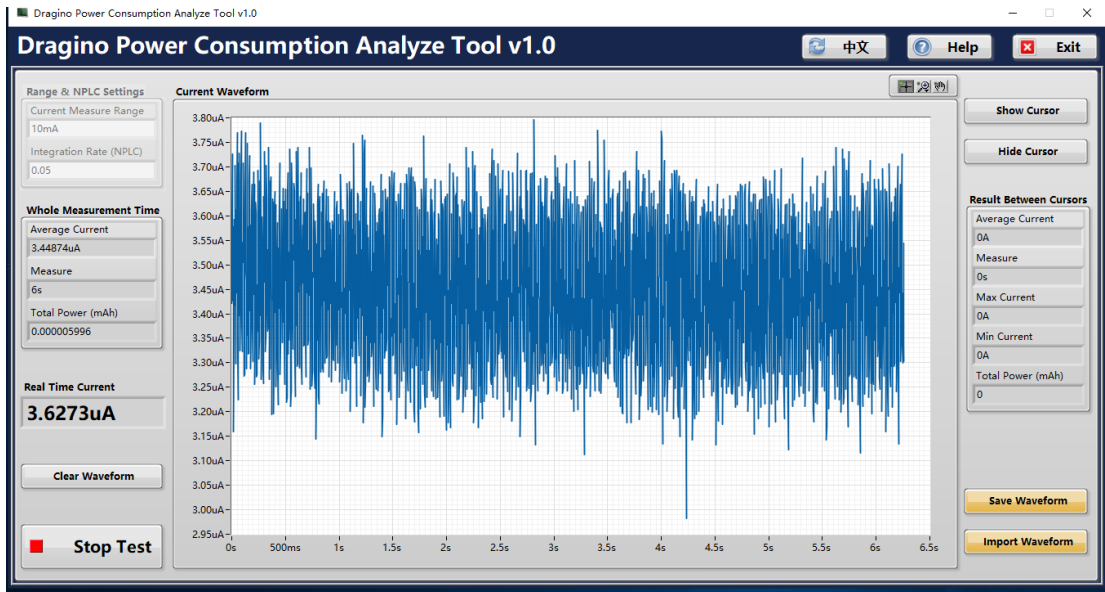 Dragino Power Consumption Analyze Tool v1.0
Dragino Power Consumption Analyze Tool v1.0
中文
Help
Exit
Range & NPLC Settings
Current Measure Range
10mA
Integration Rate (NPLC)
0.05
Whole Measurement Time
Average Current
3.44874uA
Measure
6s
Total Power (mAh)
0.000005996
Real Time Current
3.6273uA
Clear Waveform
Stop Test
Current Waveform
3.80uA
3.75uA
3.70uA
3.65uA
3.60uA
3.55uA
3.50uA
3.45uA
3.40uA
3.35uA
3.30uA
3.25uA
3.20uA
3.15uA
3.10uA
3.05uA
3.00uA
2.95uA
0s 500ms 1s 1.5s 2s 2.5s 3s 3.5s 4s 4.5s 5s 5.5s 6s 6.5s
Show Cursor
Hide Cursor
Result Between Cursors
Average Current
0A
Measure
0s
Max Current
0A
Min Current
0A
Total Power (mAh)
0
Save Waveform
Import Waveform